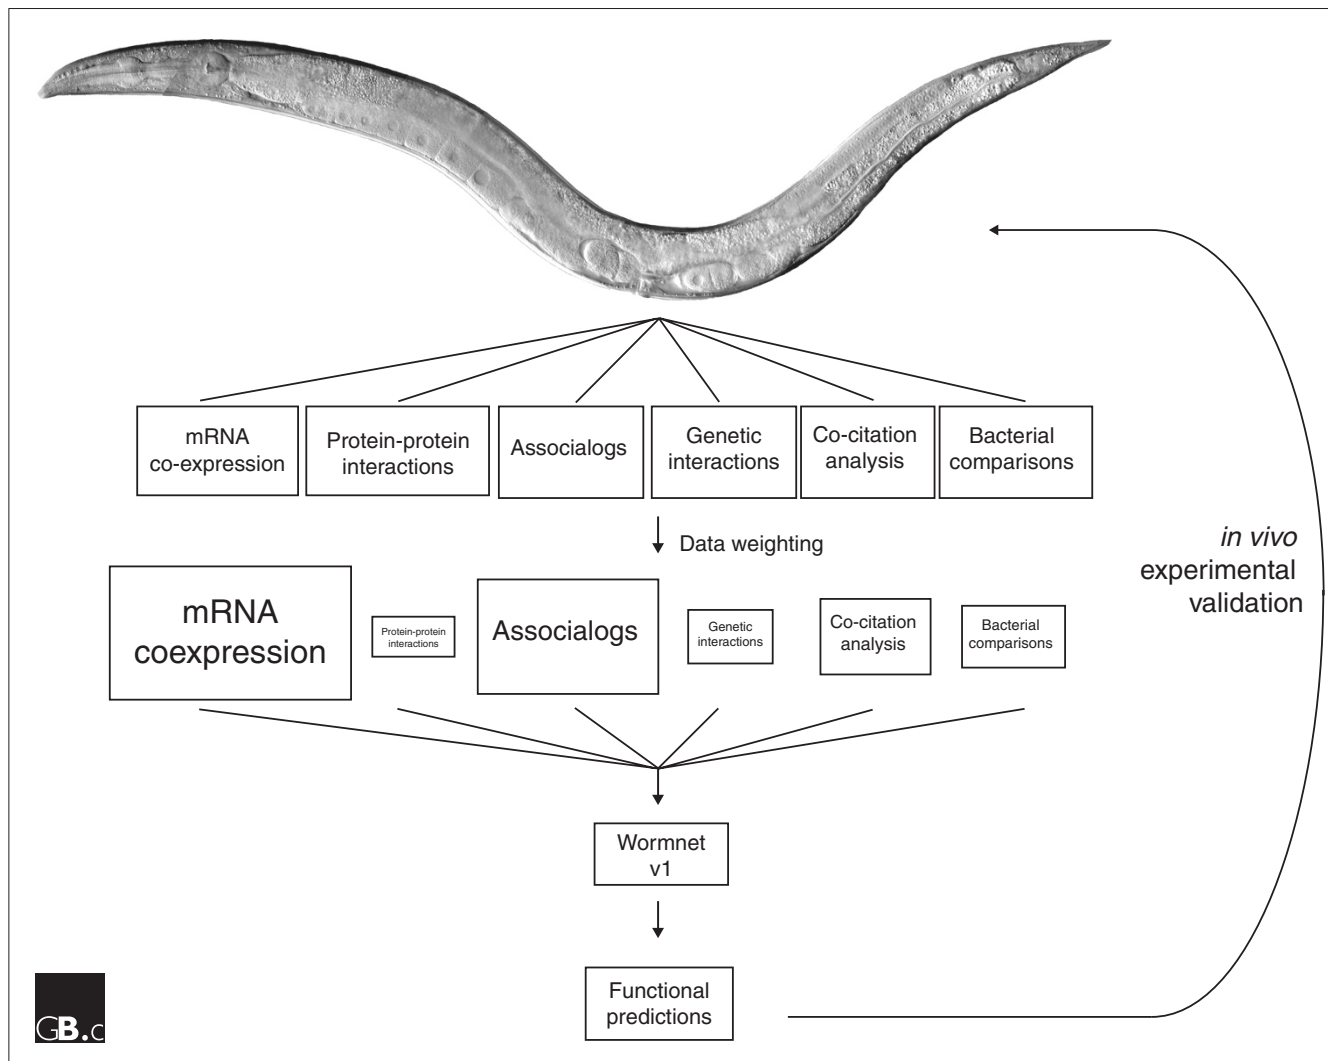 mRNA
co-expression
Protein-protein
interactions
Associalogs
Genetic
interactions
Co-citation
analysis
Bacterial
comparisons
Data weighting
in vivo
experimental
validation
mRNA
coexpression
Protein-protein
interactions
Associalogs
Genetic
interactions
Co-citation
analysis
Bacterial
comparisons
Wormnet
v1
Functional
predictions
GB.c